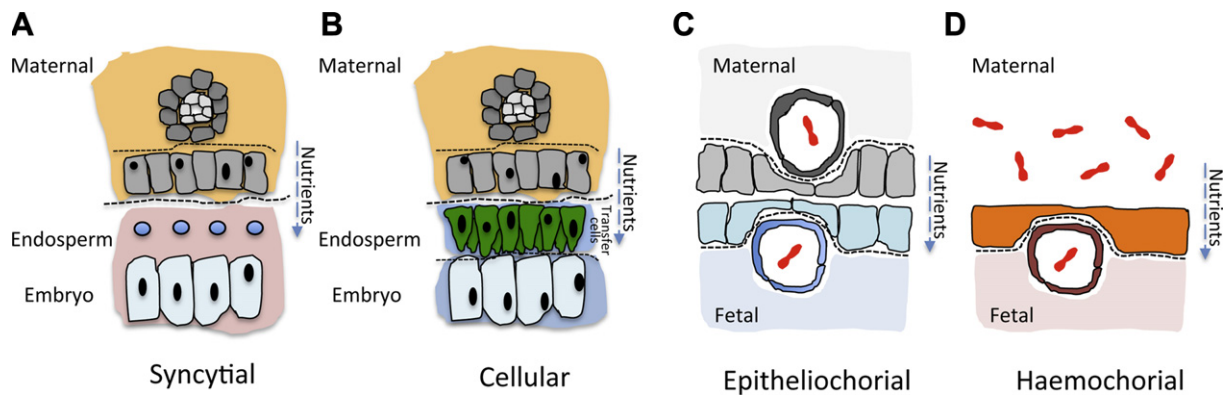 A
B
C
D
Maternal
Endosperm
Embryo
Nutrients
Syncytial
Maternal
Endosperm
Embryo
Transfer
cells
Nutrients
Cellular
Maternal
Fetal
Nutrients
Epitheliochorial
Maternal
Fetal
Nutrients
Haemochorial